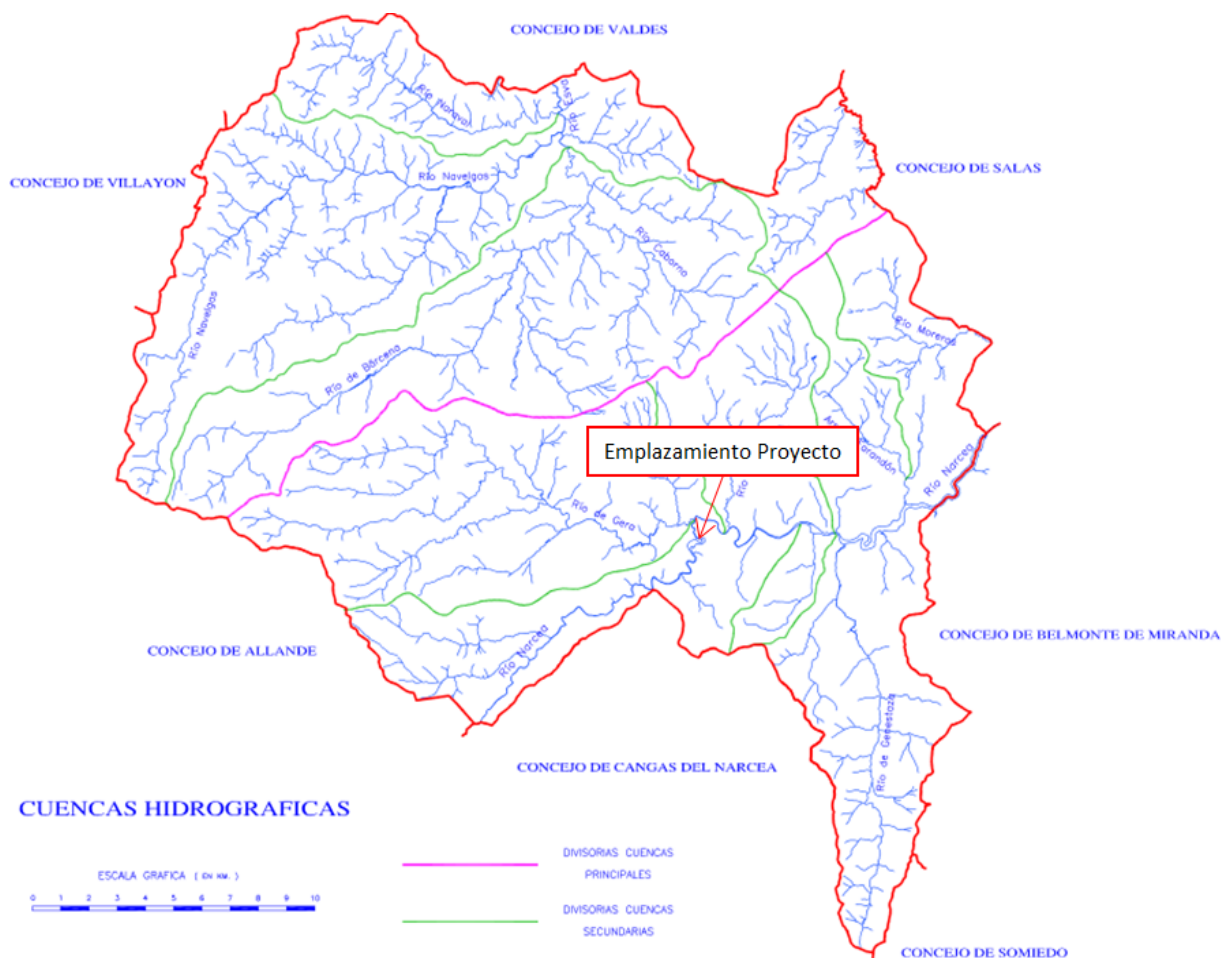 CONCEJO DE VALDES
Río Naraval
Río Esva
CONCEJO DE SALAS
CONCEJO DE VILLAYON
Río Navelgas
Río Caborno
Río Navelgas
Río Moreras
Río de Bárcena
Emplazamiento Proyecto
Río Narcea
Río
Río de Gera
CONCEJO DE BELMONTE DE MIRANDA
CONCEJO DE ALLANDE
Río Narcea
Río de Genestaza
CONCEJO DE CANGAS DEL NARCEA
CUENCAS HIDROGRAFICAS
DIVISORIAS CUENCAS
PRINCIPALES
ESCALA GRAFICA ( EN KM. )
0 1 2 3 4 5 6 7 8 9 10
DIVISORIAS CUENCAS
SECUNDARIAS
CONCEJO DE SOMIEDO